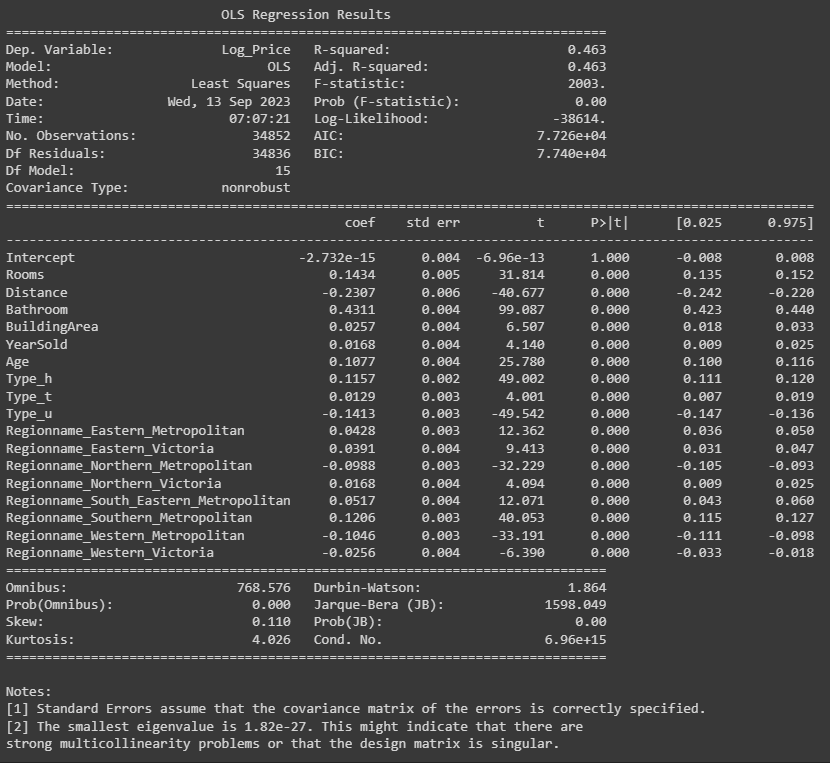 OLS Regression Results
==============================================================================
Dep. Variable:              Log_Price   R-squared:                       0.463
Model:                            OLS   Adj. R-squared:                  0.463
Method:                 Least Squares   F-statistic:                     2003.
Date:                Wed, 13 Sep 2023   Prob (F-statistic):               0.00
Time:                        07:07:21   Log-Likelihood:                -38614.
No. Observations:               34852   AIC:                         7.726e+04
Df Residuals:                   34836   BIC:                         7.740e+04
Df Model:                          15
Covariance Type:            nonrobust
=========================================================================================================
coef    std err          t      P>|t|      [0.025      0.975]
---------------------------------------------------------------------------------------------------------
Intercept                                -2.732e-15      0.004  -6.96e-13      1.000      -0.008       0.008
Rooms                                        0.1434      0.005     31.814      0.000       0.135       0.152
Distance                                    -0.2307      0.006    -40.677      0.000      -0.242      -0.220
Bathroom                                     0.4311      0.004     99.087      0.000       0.423       0.440
BuildingArea                                 0.0257      0.004      6.507      0.000       0.018       0.033
YearSold                                     0.0168      0.004      4.140      0.000       0.009       0.025
Age                                          0.1077      0.004     25.780      0.000       0.100       0.116
Type_h                                       0.1157      0.002     49.002      0.000       0.111       0.120
Type_t                                       0.0129      0.003      4.001      0.000       0.007       0.019
Type_u                                      -0.1413      0.003    -49.542      0.000      -0.147      -0.136
Regionname_Eastern_Metropolitan              0.0428      0.003     12.362      0.000       0.036       0.050
Regionname_Eastern_Victoria                  0.0391      0.004      9.413      0.000       0.031       0.047
Regionname_Northern_Metropolitan            -0.0988      0.003    -32.229      0.000      -0.105      -0.093
Regionname_Northern_Victoria                 0.0168      0.004      4.094      0.000       0.009       0.025
Regionname_South_Eastern_Metropolitan        0.0517      0.004     12.071      0.000       0.043       0.060
Regionname_Southern_Metropolitan             0.1206      0.003     40.053      0.000       0.115       0.127
Regionname_Western_Metropolitan             -0.1046      0.003    -33.191      0.000      -0.111      -0.098
Regionname_Western_Victoria                 -0.0256      0.004     -6.390      0.000      -0.033      -0.018
==============================================================================
Omnibus:                      768.576   Durbin-Watson:                   1.864
Prob(Omnibus):                  0.000   Jarque-Bera (JB):             1598.049
Skew:                           0.110   Prob(JB):                         0.00
Kurtosis:                       4.026   Cond. No.                     6.96e+15
==============================================================================
Notes:
[1] Standard Errors assume that the covariance matrix of the errors is correctly specified.
[2] The smallest eigenvalue is 1.82e-27. This might indicate that there are
strong multicollinearity problems or that the design matrix is singular.